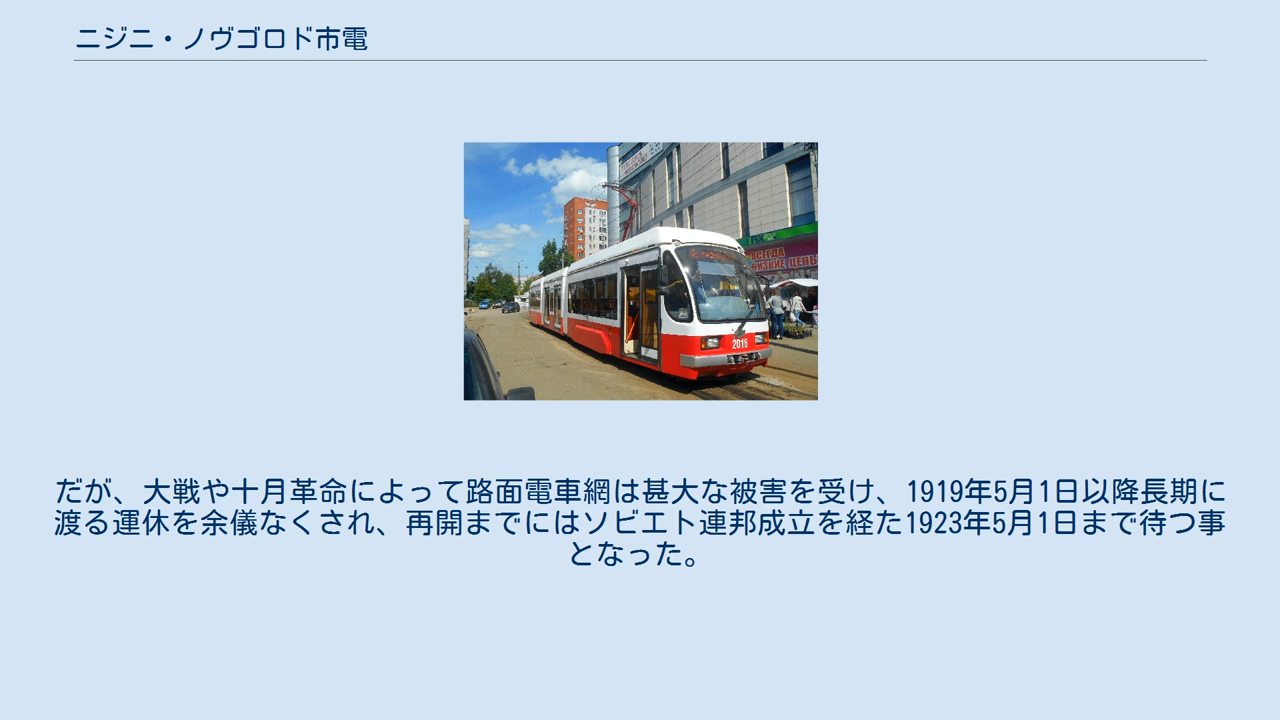 ニジニ・ノヴゴロド市電
ВСЕГДА
НИЗКИЕ ЦЕНЫ
2016
だが、大戦や十月革命によって路面電車網は甚大な被害を受け、1919年5月1日以降長期に
渡る運休を余儀なくされ、再開までにはソビエト連邦成立を経た1923年5月1日まで待つ事
となった。